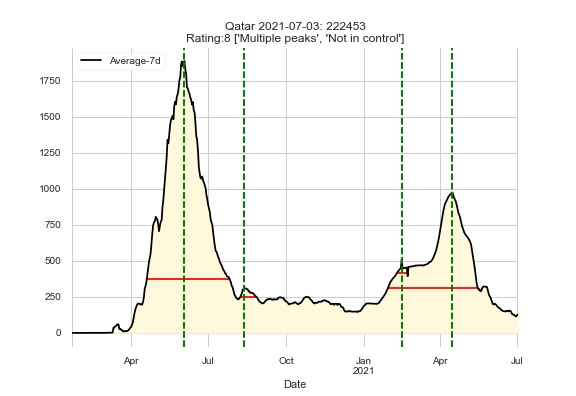 Qatar 2021-07-03: 222453
Rating:8 ['Multiple peaks', 'Not in control']
Average-7d
1750
1500
1250
1000
750
500
250
0
Apr
Jul
Oct
Jan
2021
Apr
Jul
Date